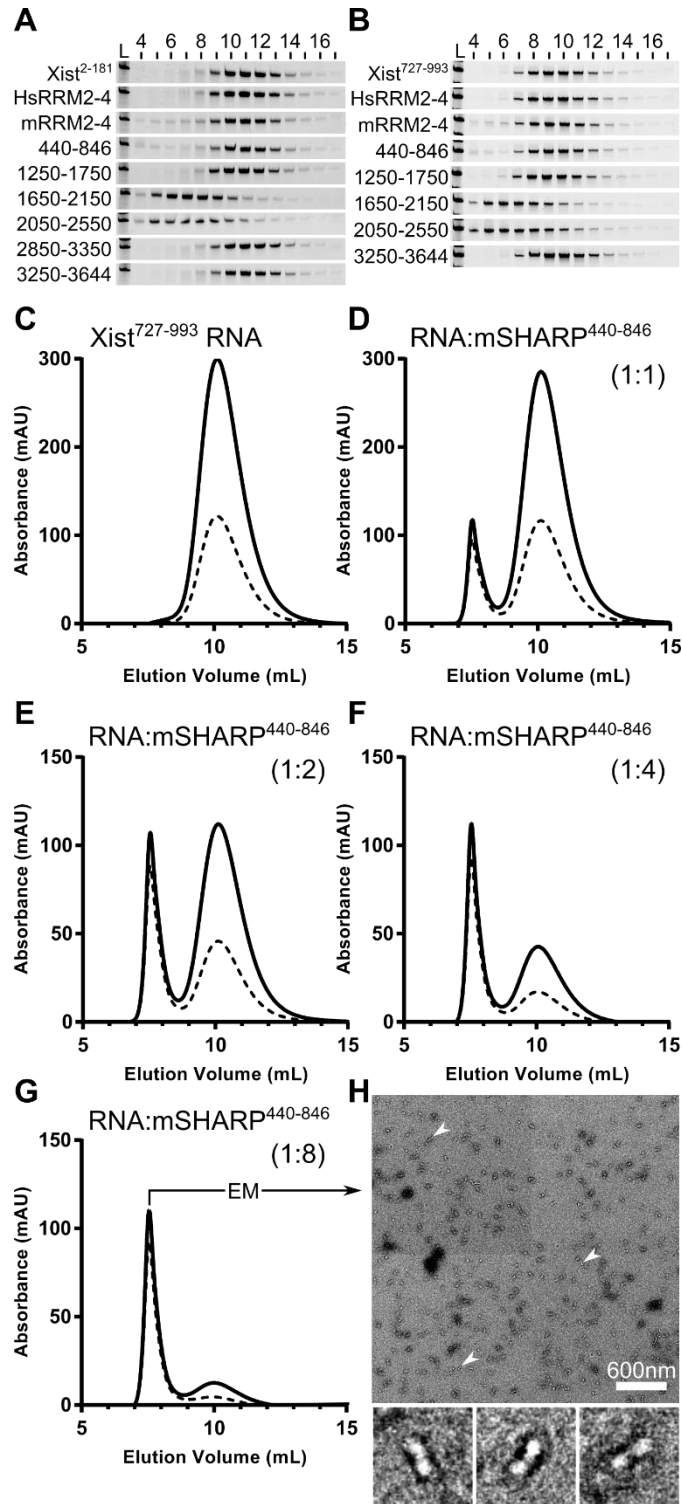 A
L 4 6 8 10 12 14 16
Xist2-181
HsRRM2-4
mRRM2-4
440-846
1250-1750
1650-2150
2050-2550
2850-3350
3250-3644
B
L 4 6 8 10 12 14 16
Xist727-993
HsRRM2-4
mRRM2-4
440-846
1250-1750
1650-2150
2050-2550
3250-3644
C
Xist727-993 RNA
Absorbance (mAU)
300
200
100
0
5 10 15
Elution Volume (mL)
D
RNA:mSHARP440-846
(1:1)
Absorbance (mAU)
300
200
100
0
5 10 15
Elution Volume (mL)
E
RNA:mSHARP440-846
(1:2)
Absorbance (mAU)
150
100
50
0
5 10 15
Elution Volume (mL)
F
RNA:mSHARP440-846
(1:4)
Absorbance (mAU)
150
100
50
0
5 10 15
Elution Volume (mL)
G
RNA:mSHARP440-846
(1:8)
EM
Absorbance (mAU)
150
100
50
0
5 10 15
Elution Volume (mL)
H
600nm